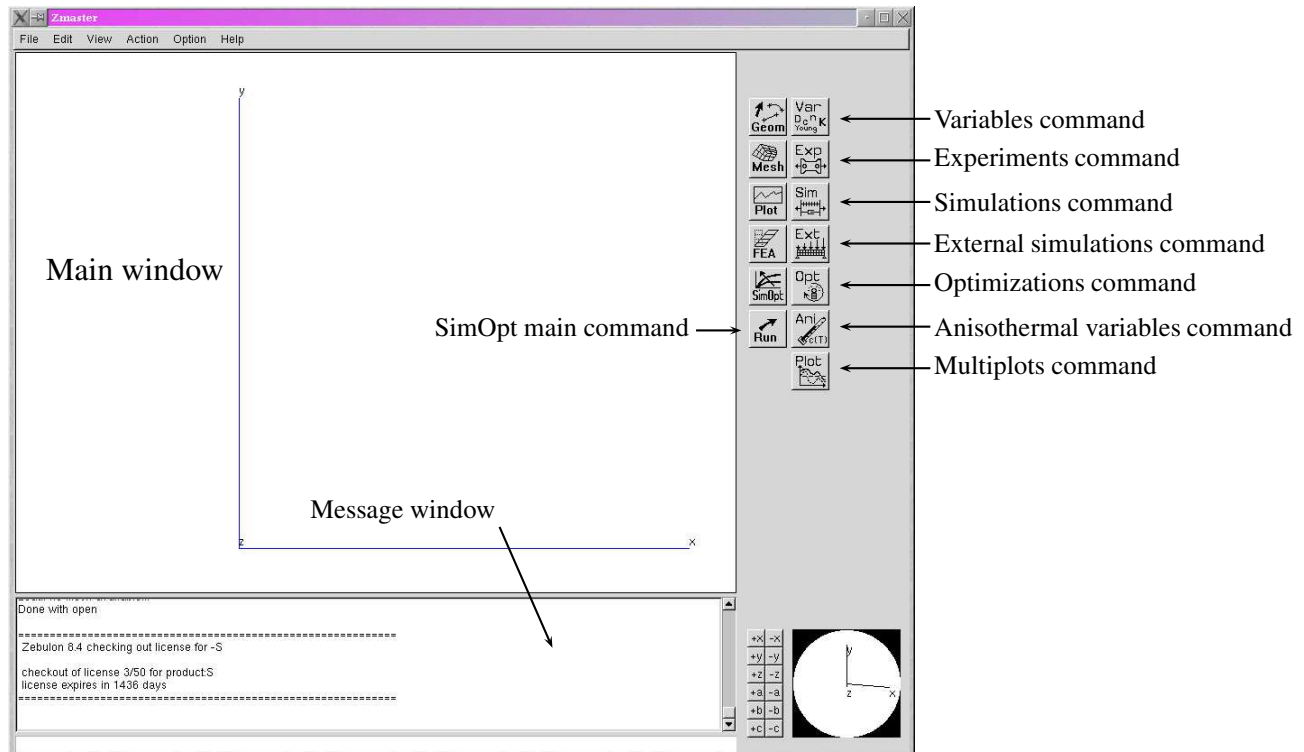 Zmaster
File Edit View Action Option Help
y
Main window
z
x
Geom
Var
D c n K
Young
Variables command
Mesh
Exp
Experiments command
Plot
Sim
Simulations command
FEA
Ext
External simulations command
SimOpt
Opt
Optimizations command
SimOpt main command
Run
Ani
c(T)
Anisothermal variables command
Plot
Multiplots command
Message window
Done with open
============================================================
Zebulon 8.4 checking out license for -S
checkout of license 3/50 for product:S
license expires in 1436 days
============================================================
+x -x
+y -y
+z -z
+a -a
+b -b
+c -c
y
z
x